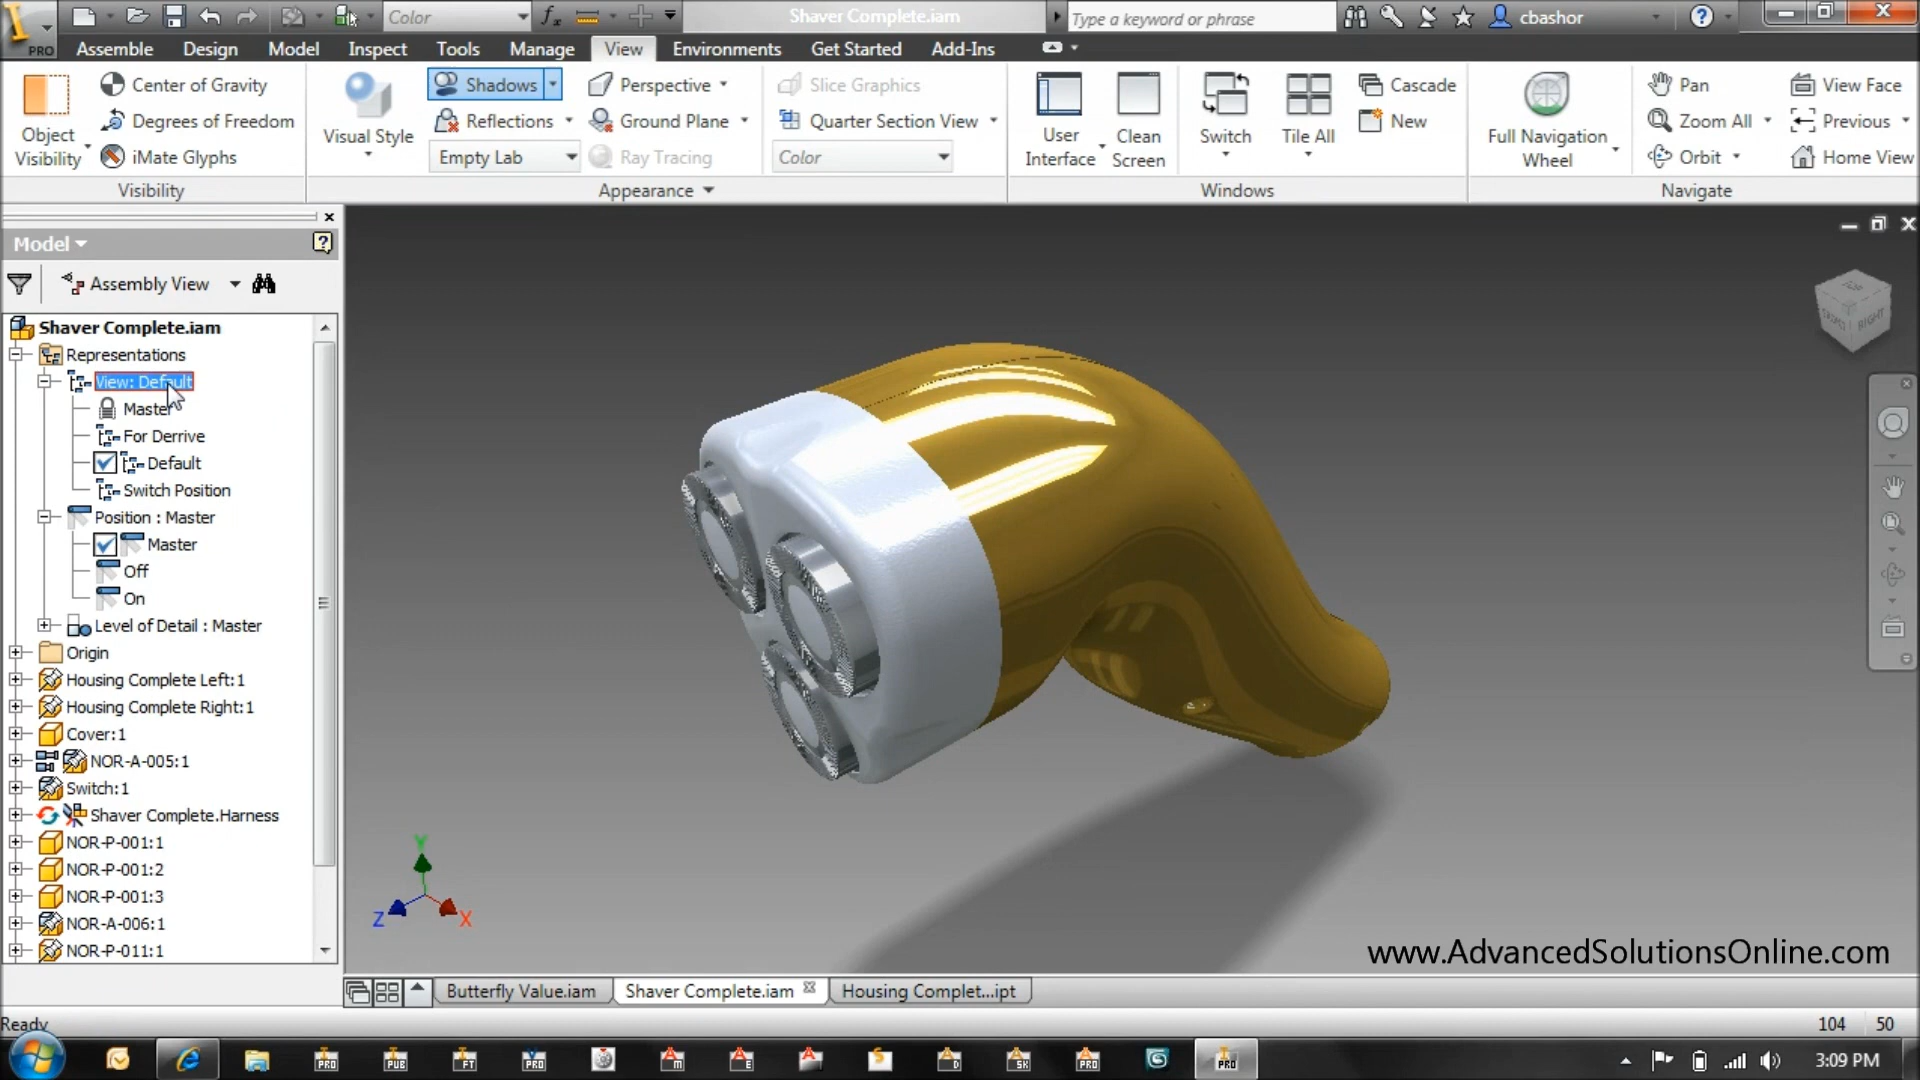 PRO
Color
Shaver Complete.iam
Type a keyword or phrase
cbashor
Assemble Design Model Inspect Tools Manage View Environments Get Started Add-Ins
Object Visibility
Center of Gravity
Degrees of Freedom
iMate Glyphs
Visibility
Visual Style
Shadows
Reflections
Empty Lab
Perspective
Ground Plane
Ray Tracing
Slice Graphics
Quarter Section View
Color
Appearance
User Interface
Clean Screen
Switch
Tile All
Cascade
New
Windows
Full Navigation Wheel
Pan
Zoom All
Orbit
View Face
Previous
Home View
Navigate
Model
Assembly View
Shaver Complete.iam
Representations
View: Default
Master
For Derrive
Default
Switch Position
Position : Master
Master
Off
On
Level of Detail : Master
Origin
Housing Complete Left:1
Housing Complete Right:1
Cover:1
NOR-A-005:1
Switch:1
Shaver Complete.Harness
NOR-P-001:1
NOR-P-001:2
NOR-P-001:3
NOR-A-006:1
NOR-P-011:1
TOP
RIGHT
Y
Z
X
www.AdvancedSolutionsOnline.com
Butterfly Value.iam
Shaver Complete.iam
Housing Complet...ipt
Ready
104 50
3:09 PM